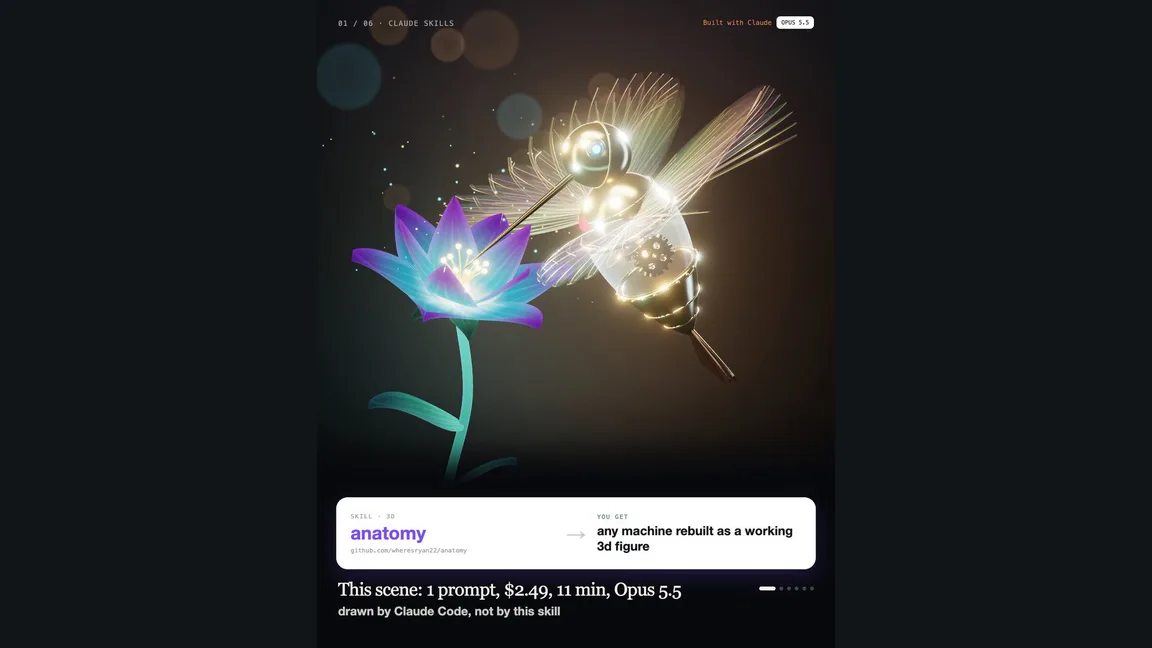 01 / 06 · CLAUDE SKILLS
Built with Claude OPUS 5.5
SKILL · 3D
anatomy
github.com/wheresryan22/anatomy
→
YOU GET
any machine rebuilt as a working
3d figure
This scene: 1 prompt, $2.49, 11 min, Opus 5.5
drawn by Claude Code, not by this skill